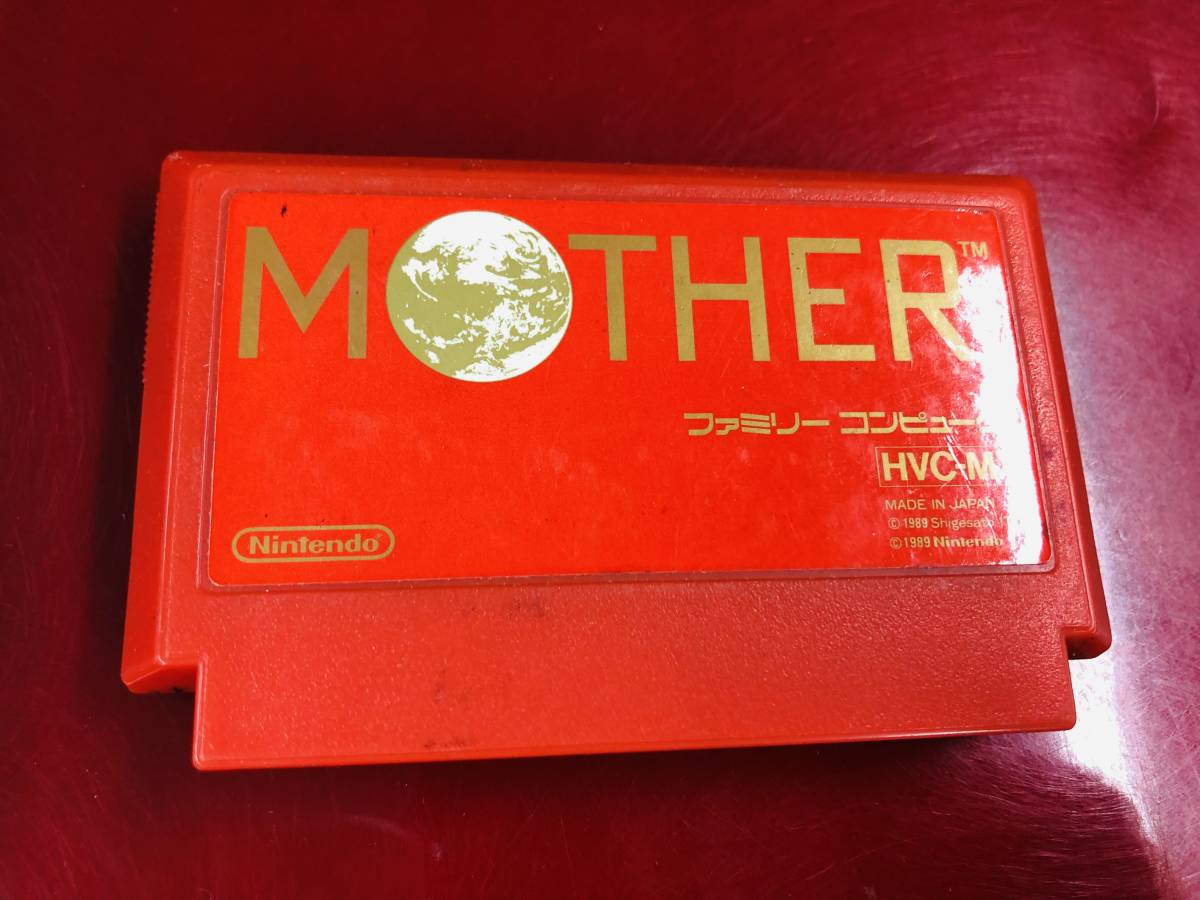 MOTHER™
ファミリー コンピュー
HVC-M
MADE IN JAPAN
©1989 Shigesato
©1989 Nintendo
Nintendo®